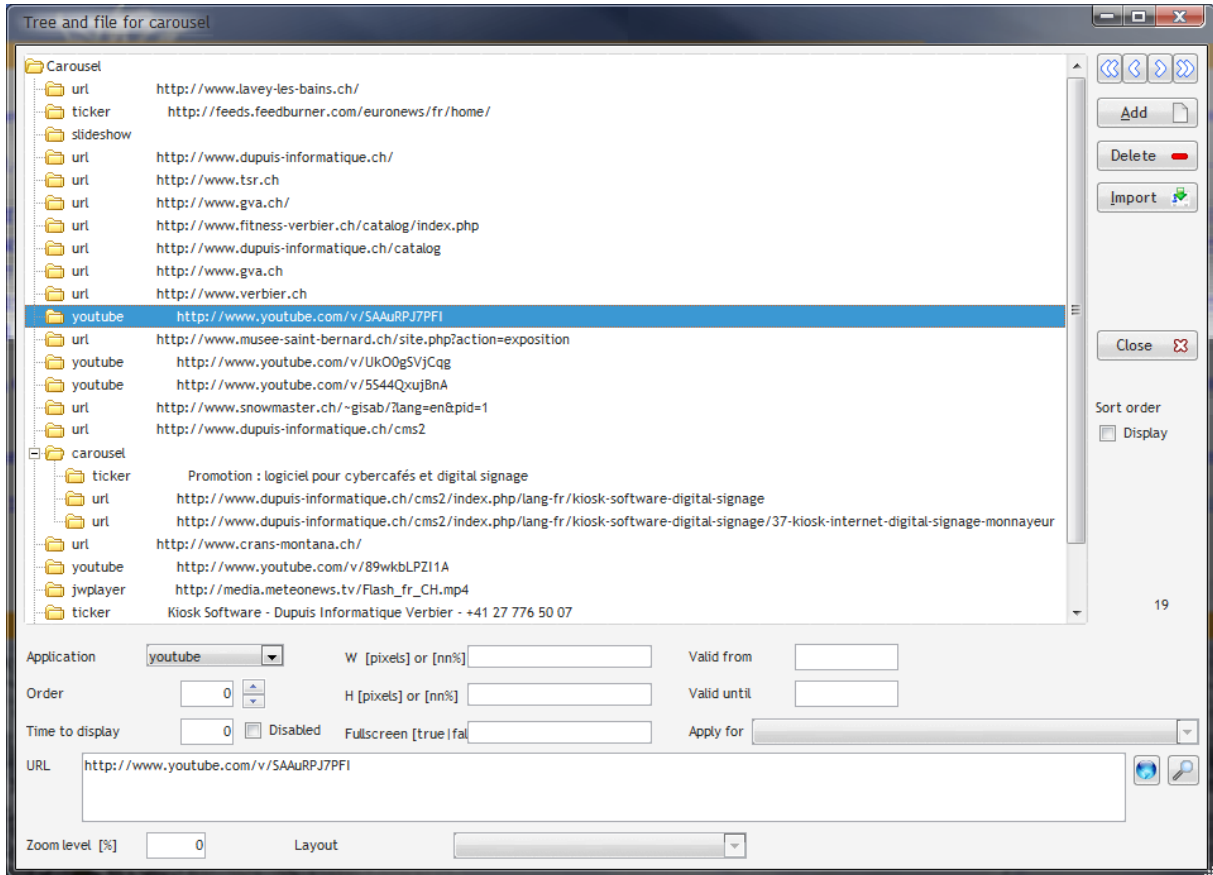 Tree and file for carousel
Carousel
url http://www.lavey-les-bains.ch/
ticker http://feeds.feedburner.com/euronews/fr/home/
slideshow
url http://www.dupuis-informatique.ch/
url http://www.tsr.ch
url http://www.gva.ch/
url http://www.fitness-verbier.ch/catalog/index.php
url http://www.dupuis-informatique.ch/catalog
url http://www.gva.ch
url http://www.verbier.ch
youtube http://www.youtube.com/v/SAAuRPJ7PFI
url http://www.musee-saint-bernard.ch/site.php?action=exposition
youtube http://www.youtube.com/v/UkO0gSVjCqg
youtube http://www.youtube.com/v/5S44QxujBnA
url http://www.snowmaster.ch/~gisab/?lang=en&pid=1
url http://www.dupuis-informatique.ch/cms2
carousel
ticker Promotion : logiciel pour cybercafés et digital signage
url http://www.dupuis-informatique.ch/cms2/index.php/lang-fr/kiosk-software-digital-signage
url http://www.dupuis-informatique.ch/cms2/index.php/lang-fr/kiosk-software-digital-signage/37-kiosk-internet-digital-signage-monnayeur
url http://www.crans-montana.ch/
youtube http://www.youtube.com/v/89wkbLPZI1A
jwplayer http://media.meteonews.tv/Flash_fr_CH.mp4
ticker Kiosk Software - Dupuis Informatique Verbier - +41 27 776 50 07
Add
Delete
Import
Close
Sort order
Display
19
Application youtube W [pixels] or [nn%] Valid from
Order 0 H [pixels] or [nn%] Valid until
Time to display 0 Disabled Fullscreen [true|fal Apply for
URL http://www.youtube.com/v/SAAuRPJ7PFI
Zoom level [%] 0 Layout